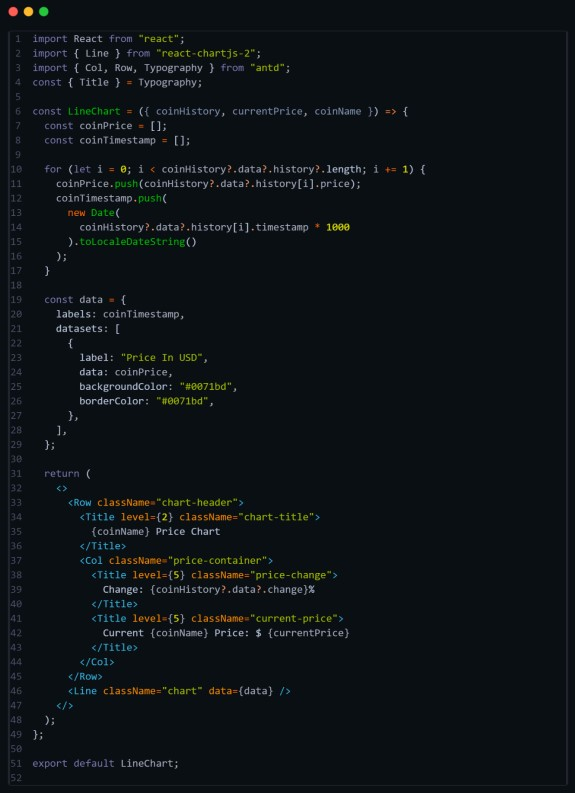 1 import React from "react";
2 import { Line } from "react-chartjs-2";
3 import { Col, Row, Typography } from "antd";
4 const { Title } = Typography;
5
6 const LineChart = ({ coinHistory, currentPrice, coinName }) => {
7   const coinPrice = [];
8   const coinTimestamp = [];
9
10   for (let i = 0; i < coinHistory?.data?.history?.length; i += 1) {
11     coinPrice.push(coinHistory?.data?.history[i].price);
12     coinTimestamp.push(
13       new Date(
14         coinHistory?.data?.history[i].timestamp * 1000
15       ).toLocaleDateString()
16     );
17   }
18
19   const data = {
20     labels: coinTimestamp,
21     datasets: [
22       {
23         label: "Price In USD",
24         data: coinPrice,
25         backgroundColor: "#0071bd",
26         borderColor: "#0071bd",
27       },
28     ],
29   };
30
31   return (
32     <>
33       <Row className="chart-header">
34         <Title level={2} className="chart-title">
35           {coinName} Price Chart
36         </Title>
37         <Col className="price-container">
38           <Title level={5} className="price-change">
39             Change: {coinHistory?.data?.change}%
40           </Title>
41           <Title level={5} className="current-price">
42             Current {coinName} Price: $ {currentPrice}
43           </Title>
44         </Col>
45       </Row>
46       <Line className="chart" data={data} />
47     </>
48   );
49 };
50
51 export default LineChart;
52